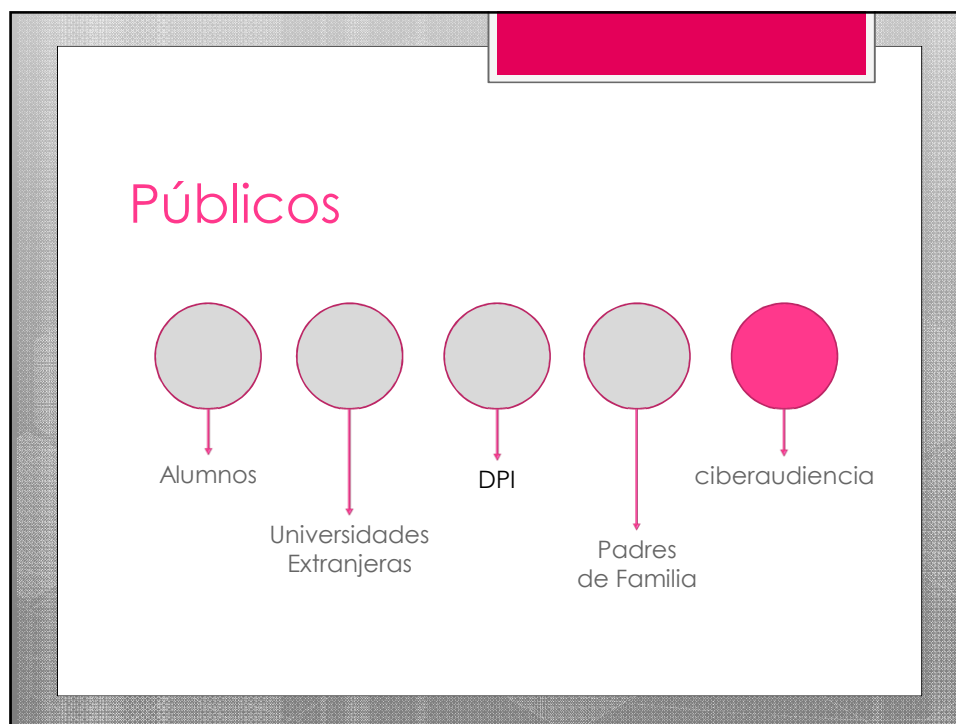 Públicos
Alumnos
Universidades
Extranjeras
DPI
Padres
de Familia
ciberaudiencia